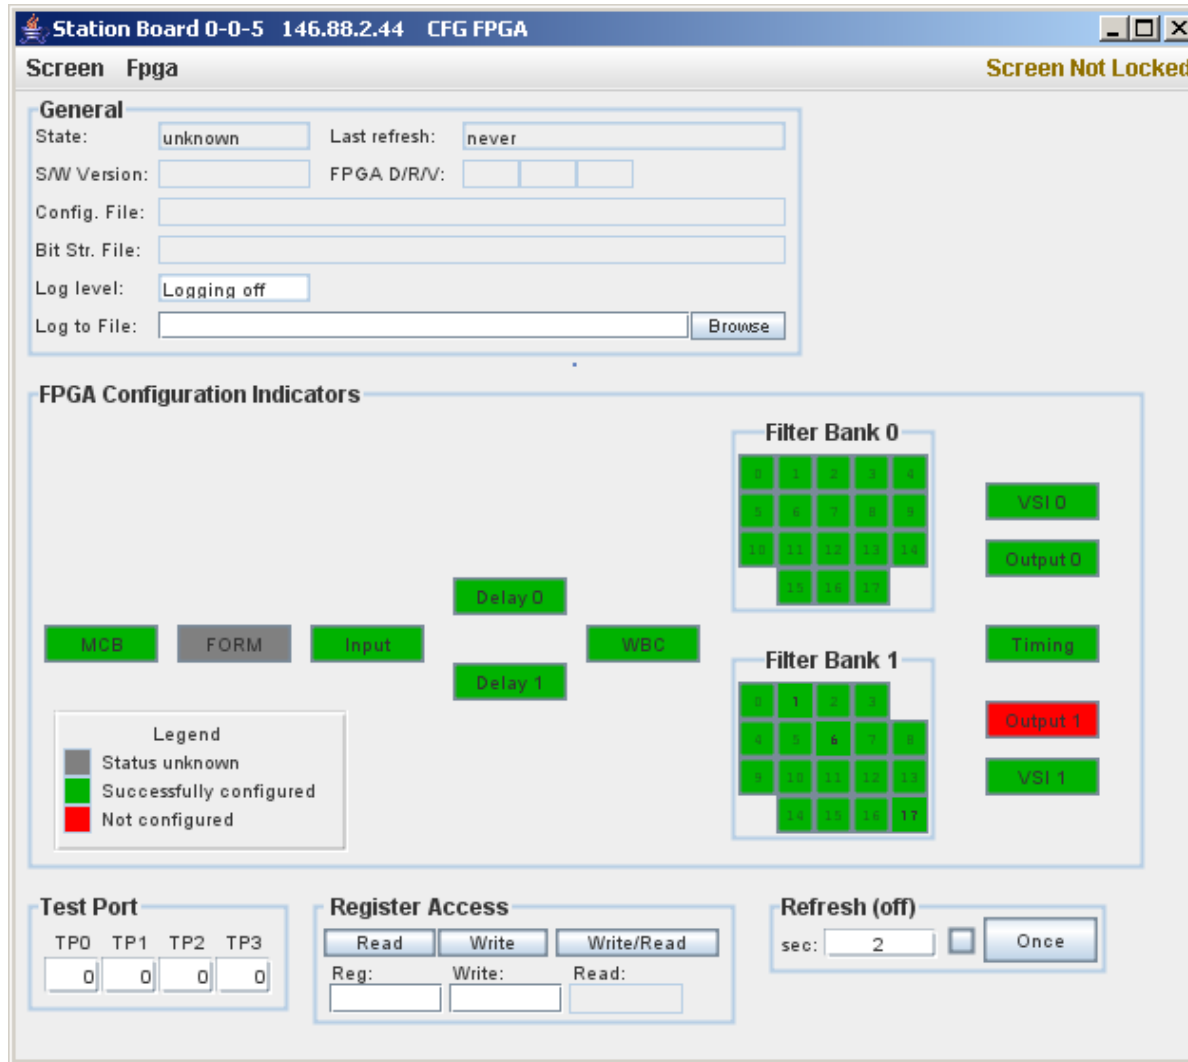 Station Board 0-0-5 146.88.2.44 CFG FPGA
Screen Fpga Screen Not Locked
General
State: unknown Last refresh: never
S/W Version: FPGA D/R/V:
Config. File:
Bit Str. File:
Log level: Logging off
Log to File: Browse
FPGA Configuration Indicators
Filter Bank 0
0 1 2 3 4
5 6 7 8 9
10 11 12 13 14
15 16 17
VSI 0
Output 0
Delay 0
MCB FORM Input WBC
Delay 1
Timing
Filter Bank 1
0 1 2 3
4 5 6 7 8
9 10 11 12 13
14 15 16 17
Output 1
VSI 1
Legend
Status unknown
Successfully configured
Not configured
Test Port
TP0 TP1 TP2 TP3
0 0 0 0
Register Access
Read Write Write/Read
Reg: Write: Read:
Refresh (off)
sec: 2 Once